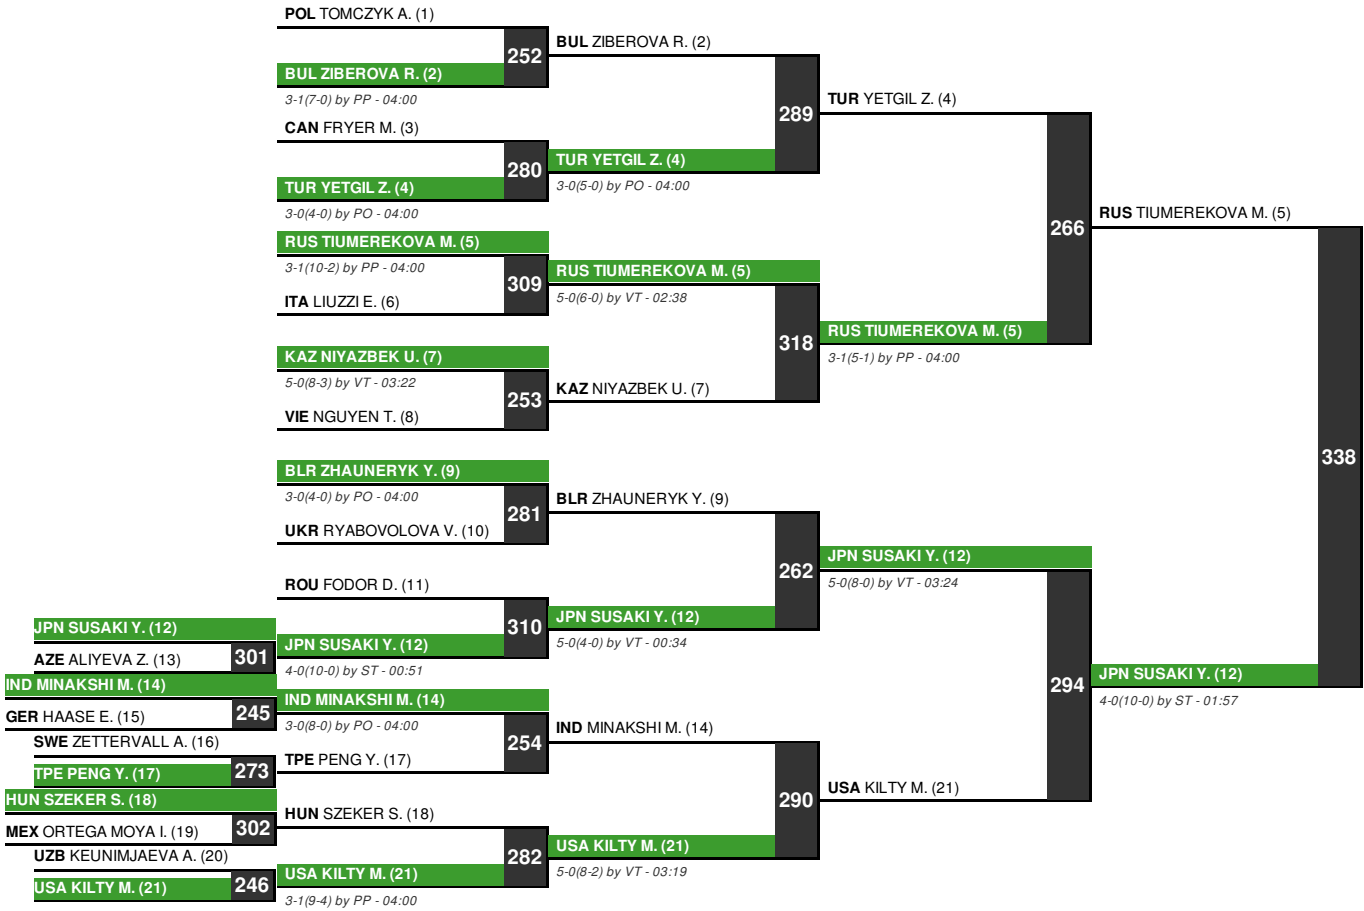 POL TOMCZYK A. (1)
252
BUL ZIBEROVA R. (2)
3-1(7-0) by PP - 04:00
CAN FRYER M. (3)
280
TUR YETGIL Z. (4)
3-0(4-0) by PO - 04:00
RUS TIUMEREKOVA M. (5)
3-1(10-2) by PP - 04:00
309
ITA LIUZZI E. (6)
KAZ NIYAZBEK U. (7)
5-0(8-3) by VT - 03:22
253
VIE NGUYEN T. (8)
BLR ZHAUNERYK Y. (9)
3-0(4-0) by PO - 04:00
281
UKR RYABOVOLOVA V. (10)
ROU FODOR D. (11)
310
JPN SUSAKI Y. (12)
4-0(10-0) by ST - 00:51
JPN SUSAKI Y. (12)
301
AZE ALIYEVA Z. (13)
IND MINAKSHI M. (14)
245
GER HAASE E. (15)
SWE ZETTERVALL A. (16)
273
TPE PENG Y. (17)
HUN SZEKER S. (18)
302
MEX ORTEGA MOYA I. (19)
UZB KEUNIMJAEVA A. (20)
246
USA KILTY M. (21)
IND MINAKSHI M. (14)
3-0(8-0) by PO - 04:00
254
TPE PENG Y. (17)
HUN SZEKER S. (18)
282
USA KILTY M. (21)
3-1(9-4) by PP - 04:00
BUL ZIBEROVA R. (2)
289
TUR YETGIL Z. (4)
3-0(5-0) by PO - 04:00
RUS TIUMEREKOVA M. (5)
5-0(6-0) by VT - 02:38
318
KAZ NIYAZBEK U. (7)
BLR ZHAUNERYK Y. (9)
262
JPN SUSAKI Y. (12)
5-0(4-0) by VT - 00:34
IND MINAKSHI M. (14)
290
USA KILTY M. (21)
5-0(8-2) by VT - 03:19
TUR YETGIL Z. (4)
266
RUS TIUMEREKOVA M. (5)
3-1(5-1) by PP - 04:00
JPN SUSAKI Y. (12)
5-0(8-0) by VT - 03:24
294
USA KILTY M. (21)
RUS TIUMEREKOVA M. (5)
338
JPN SUSAKI Y. (12)
4-0(10-0) by ST - 01:57